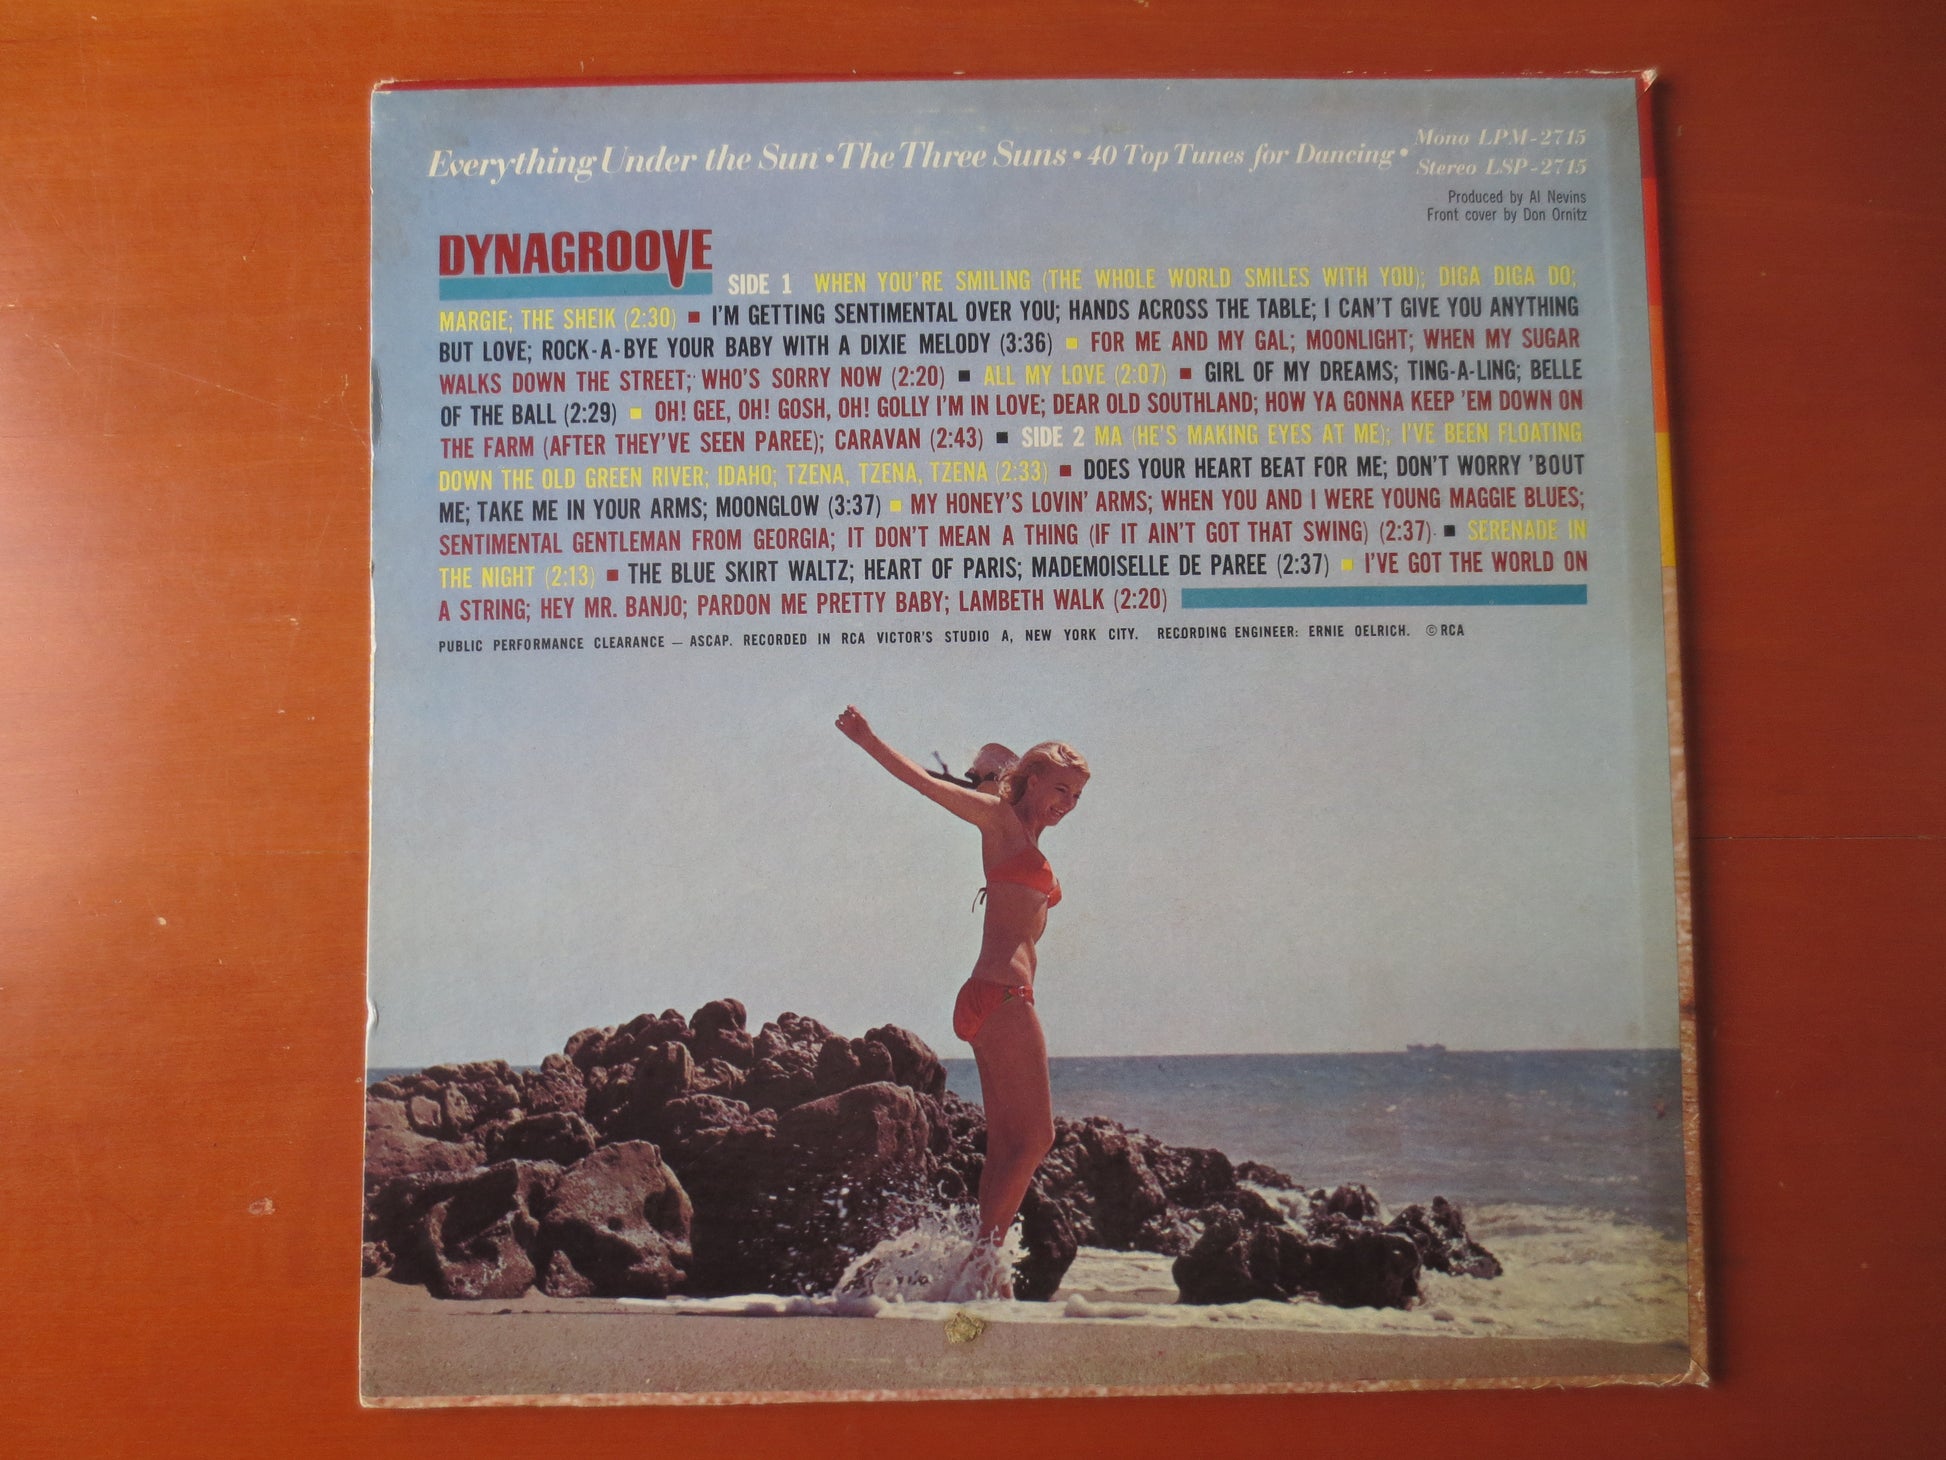 Everything Under the Sun • The Three Suns • 40 Top Tunes for Dancing •
Mono LPM-2715
Stereo LSP-2715
Produced by Al Nevins
Front cover by Don Ornitz
DYNAGROOVE
SIDE 1 WHEN YOU'RE SMILING (THE WHOLE WORLD SMILES WITH YOU); DIGA DIGA DO;
MARGIE; THE SHEIK (2:30) ■ I'M GETTING SENTIMENTAL OVER YOU; HANDS ACROSS THE TABLE; I CAN'T GIVE YOU ANYTHING
BUT LOVE; ROCK-A-BYE YOUR BABY WITH A DIXIE MELODY (3:36) ■ FOR ME AND MY GAL; MOONLIGHT; WHEN MY SUGAR
WALKS DOWN THE STREET; WHO'S SORRY NOW (2:20) ■ ALL MY LOVE (2:07) ■ GIRL OF MY DREAMS; TING-A-LING; BELLE
OF THE BALL (2:29) ■ OH! GEE, OH! GOSH, OH! GOLLY I'M IN LOVE; DEAR OLD SOUTHLAND; HOW YA GONNA KEEP 'EM DOWN ON
THE FARM (AFTER THEY'VE SEEN PAREE); CARAVAN (2:43) ■ SIDE 2 MA (HE'S MAKING EYES AT ME); I'VE BEEN FLOATING
DOWN THE OLD GREEN RIVER; IDAHO; TZENA, TZENA, TZENA (2:33) ■ DOES YOUR HEART BEAT FOR ME; DON'T WORRY 'BOUT
ME; TAKE ME IN YOUR ARMS; MOONGLOW (3:37) ■ MY HONEY'S LOVIN' ARMS; WHEN YOU AND I WERE YOUNG MAGGIE BLUES;
SENTIMENTAL GENTLEMAN FROM GEORGIA; IT DON'T MEAN A THING (IF IT AIN'T GOT THAT SWING) (2:37) ■ SERENADE IN
THE NIGHT (2:13) ■ THE BLUE SKIRT WALTZ; HEART OF PARIS; MADEMOISELLE DE PAREE (2:37) ■ I'VE GOT THE WORLD ON
A STRING; HEY MR. BANJO; PARDON ME PRETTY BABY; LAMBETH WALK (2:20)
PUBLIC PERFORMANCE CLEARANCE — ASCAP. RECORDED IN RCA VICTOR'S STUDIO A, NEW YORK CITY. RECORDING ENGINEER: ERNIE OELRICH. © RCA